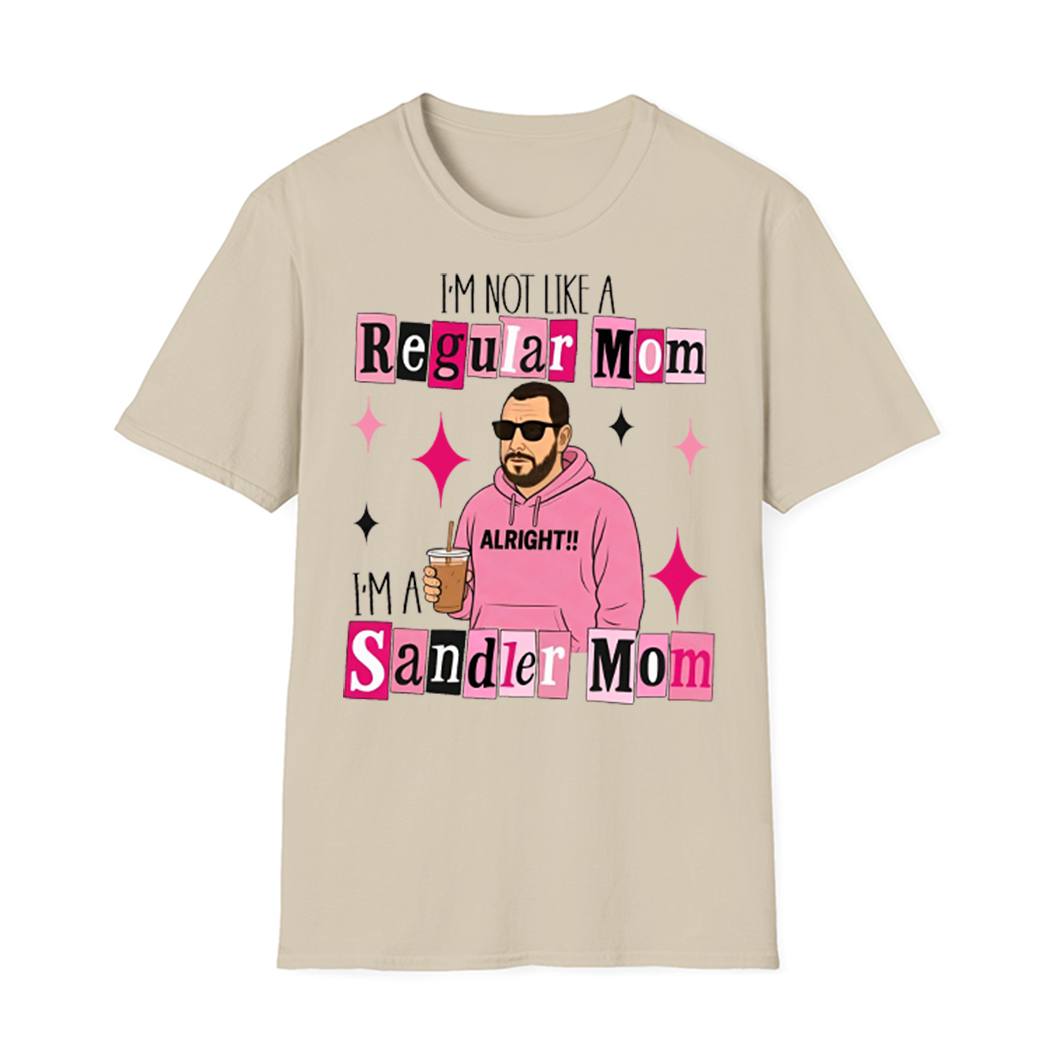 I'M NOT LIKE A
Regular Mom
ALRIGHT!!
I'M A
Sandler Mom